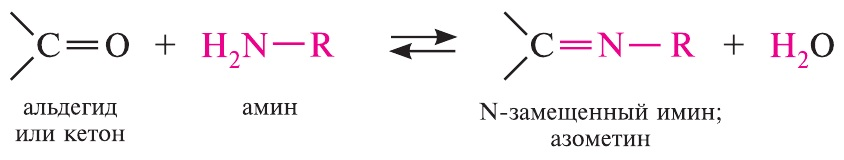 C=O + H₂N—R ⇌ C=N—R + H₂O
альдегид
или кетон
амин
N-замещенный имин;
азометин